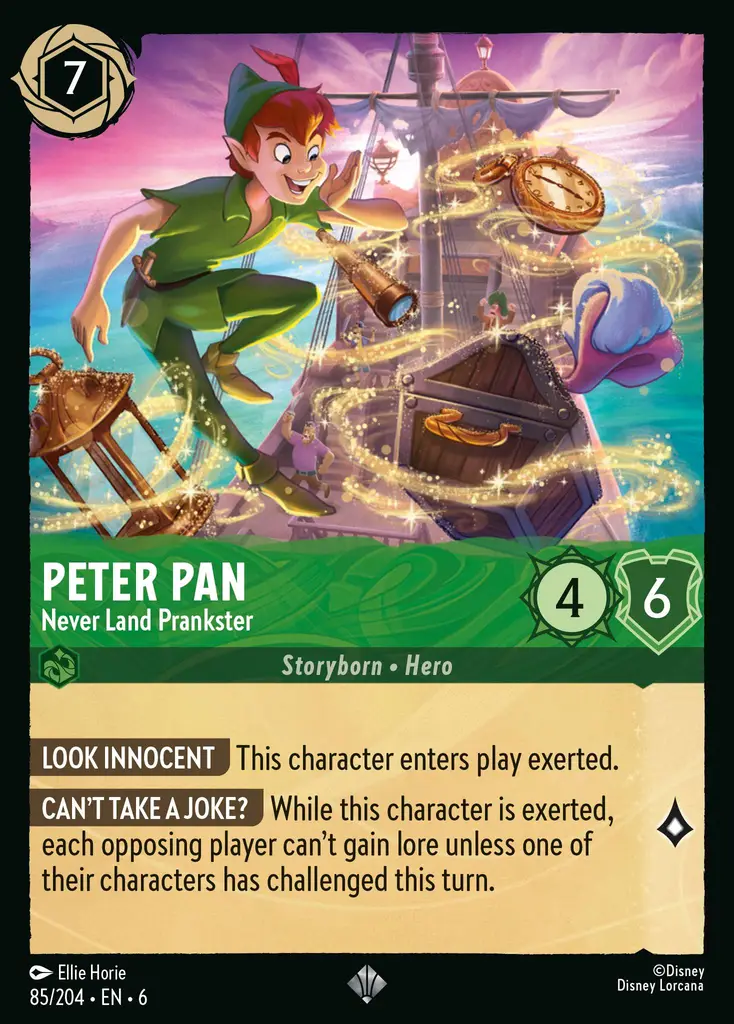 7
PETER PAN
Never Land Prankster
4
6
Storyborn • Hero
LOOK INNOCENT This character enters play exerted.
CAN'T TAKE A JOKE? While this character is exerted,
each opposing player can't gain lore unless one of
their characters has challenged this turn.
Ellie Horie
85/204 • EN • 6
©Disney
Disney Lorcana